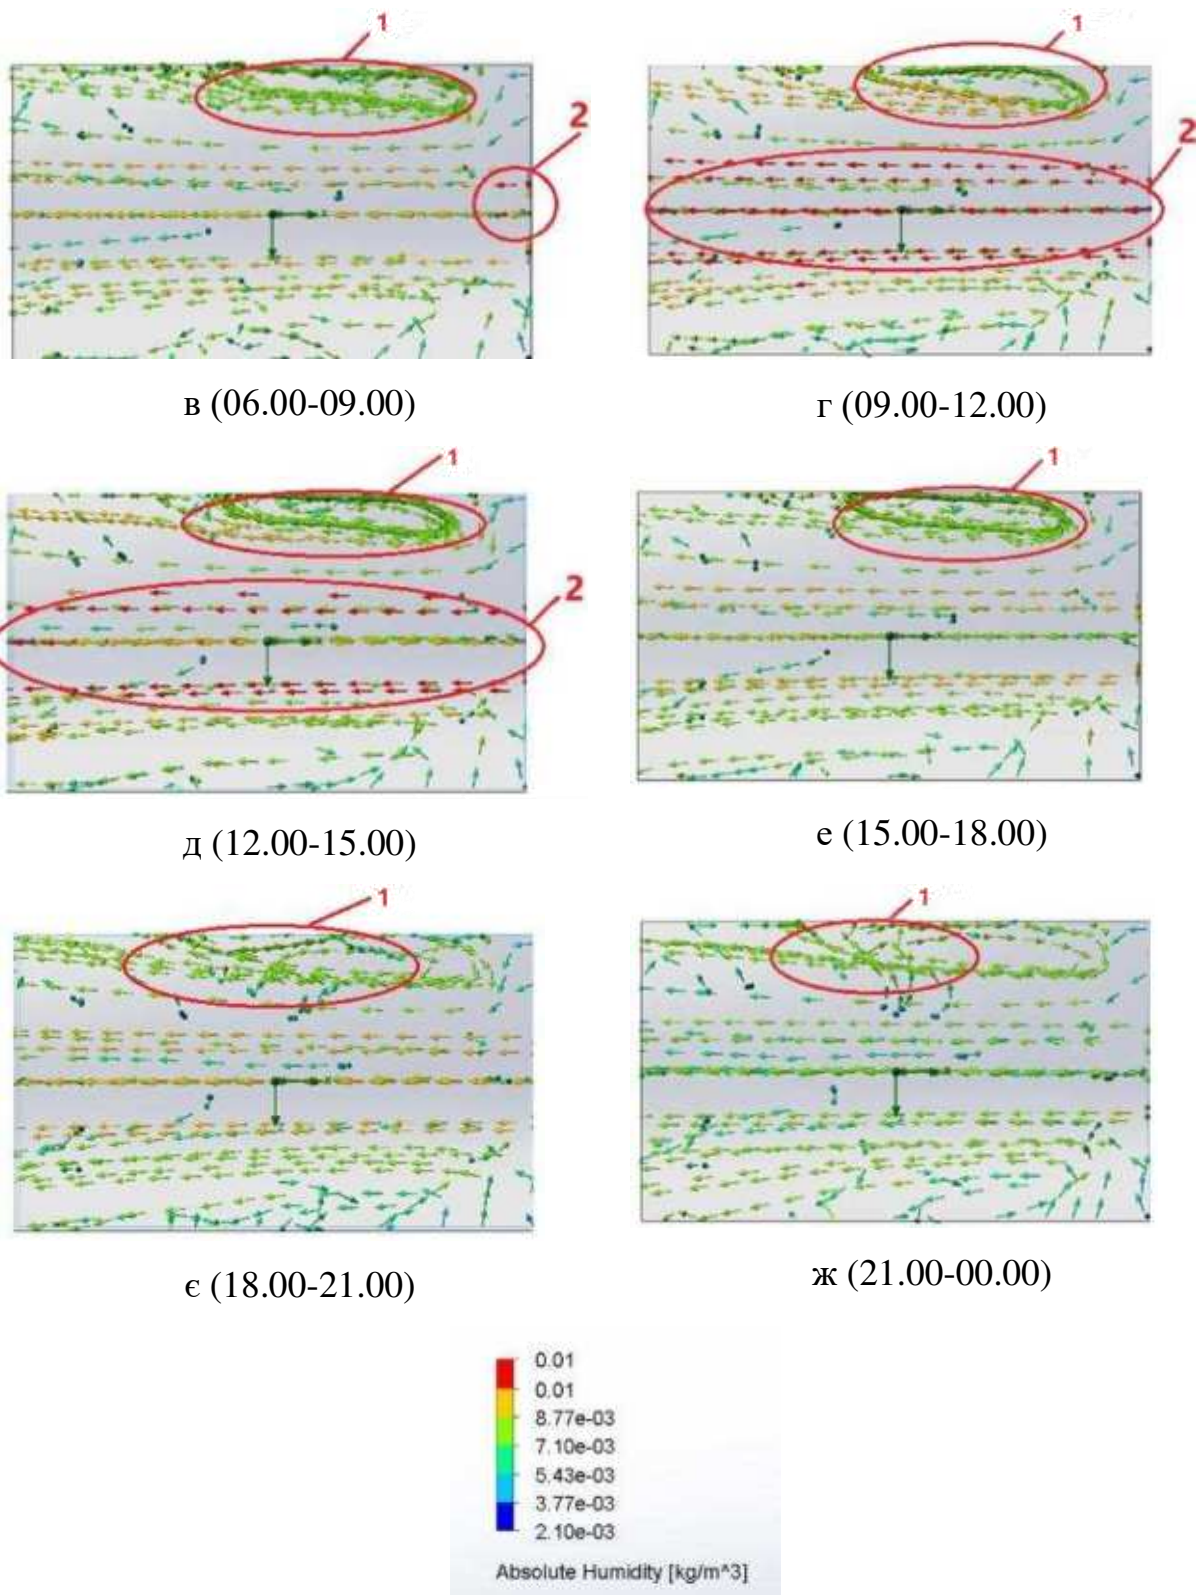 1
2
1
2
в (06.00-09.00)
г (09.00-12.00)
1
2
1
д (12.00-15.00)
е (15.00-18.00)
1
1
є (18.00-21.00)
ж (21.00-00.00)
0.01
0.01
8.77e-03
7.10e-03
5.43e-03
3.77e-03
2.10e-03
Absolute Humidity [kg/m^3]